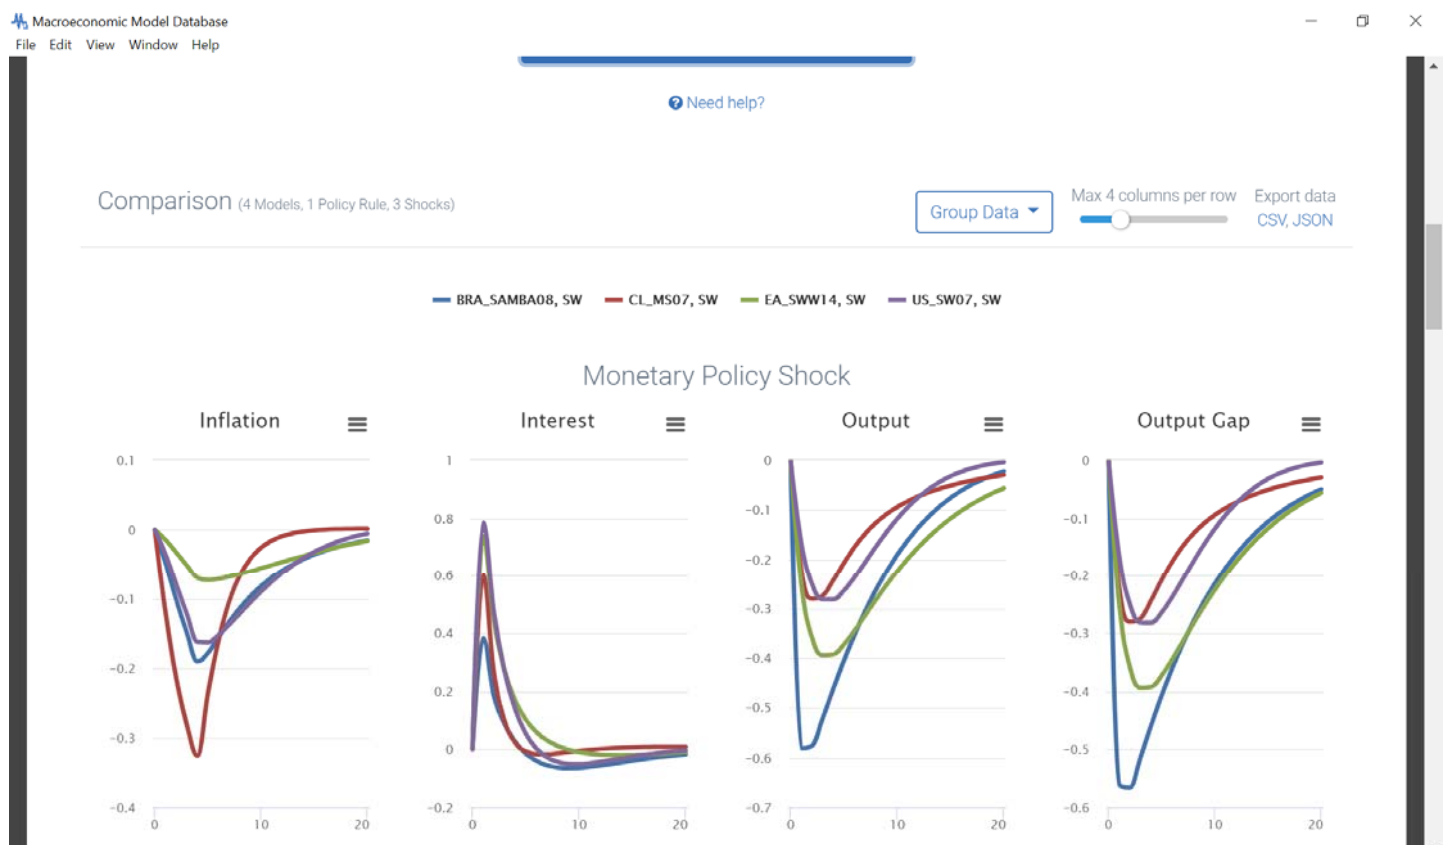 Macroeconomic Model Database
File Edit View Window Help
Need help?
Comparison (4 Models, 1 Policy Rule, 3 Shocks)
Group Data
Max 4 columns per row
Export data
CSV, JSON
BRA_SAMBA08, SW CL_MS07, SW EA_SWW14, SW US_SW07, SW
Monetary Policy Shock
Inflation
0.1
0
-0.1
-0.2
-0.3
-0.4
0 10 20
Interest
1
0.8
0.6
0.4
0.2
0
-0.2
0 10 20
Output
0
-0.1
-0.2
-0.3
-0.4
-0.5
-0.6
-0.7
0 10 20
Output Gap
0
-0.1
-0.2
-0.3
-0.4
-0.5
-0.6
0 10 20